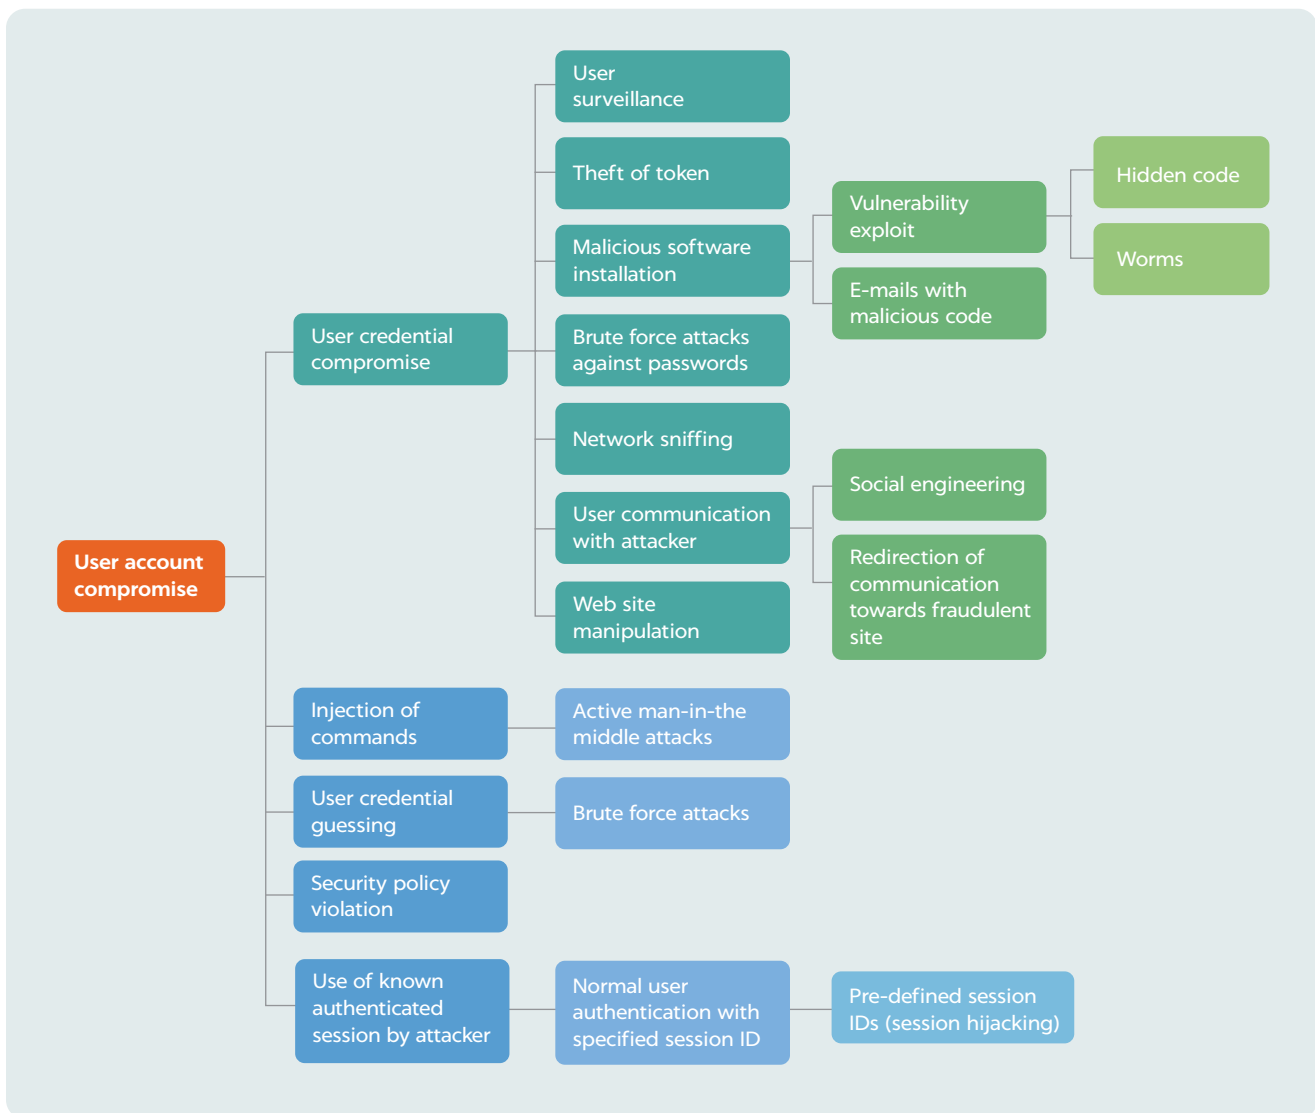 User
surveillance
Theft of token
Malicious software
installation
Vulnerability
exploit
Hidden code
Worms
E-mails with
malicious code
User credential
compromise
Brute force attacks
against passwords
Network sniffing
User communication
with attacker
Social engineering
Redirection of
communication
towards fraudulent
site
Web site
manipulation
User account
compromise
Injection of
commands
Active man-in-the
middle attacks
User credential
guessing
Brute force attacks
Security policy
violation
Use of known
authenticated
session by attacker
Normal user
authentication with
specified session ID
Pre-defined session
IDs (session hijacking)